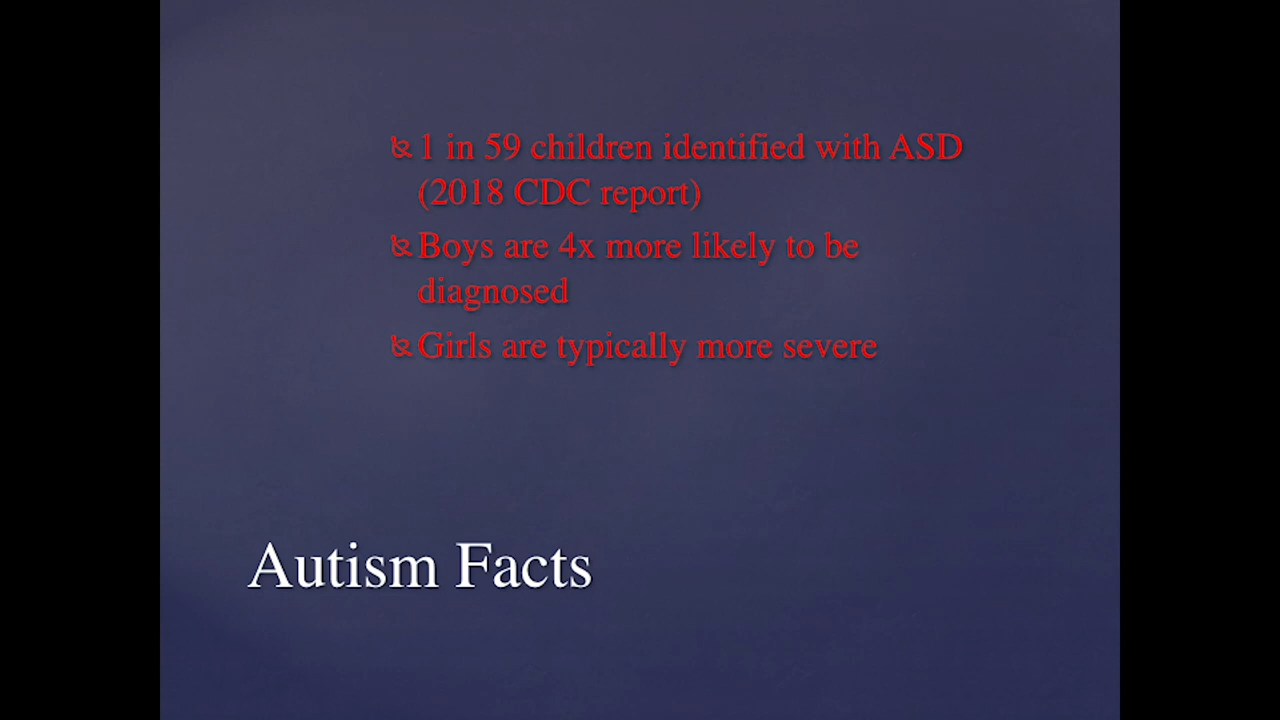 1 in 59 children identified with ASD
(2018 CDC report)
Boys are 4x more likely to be
diagnosed
Girls are typically more severe
Autism Facts